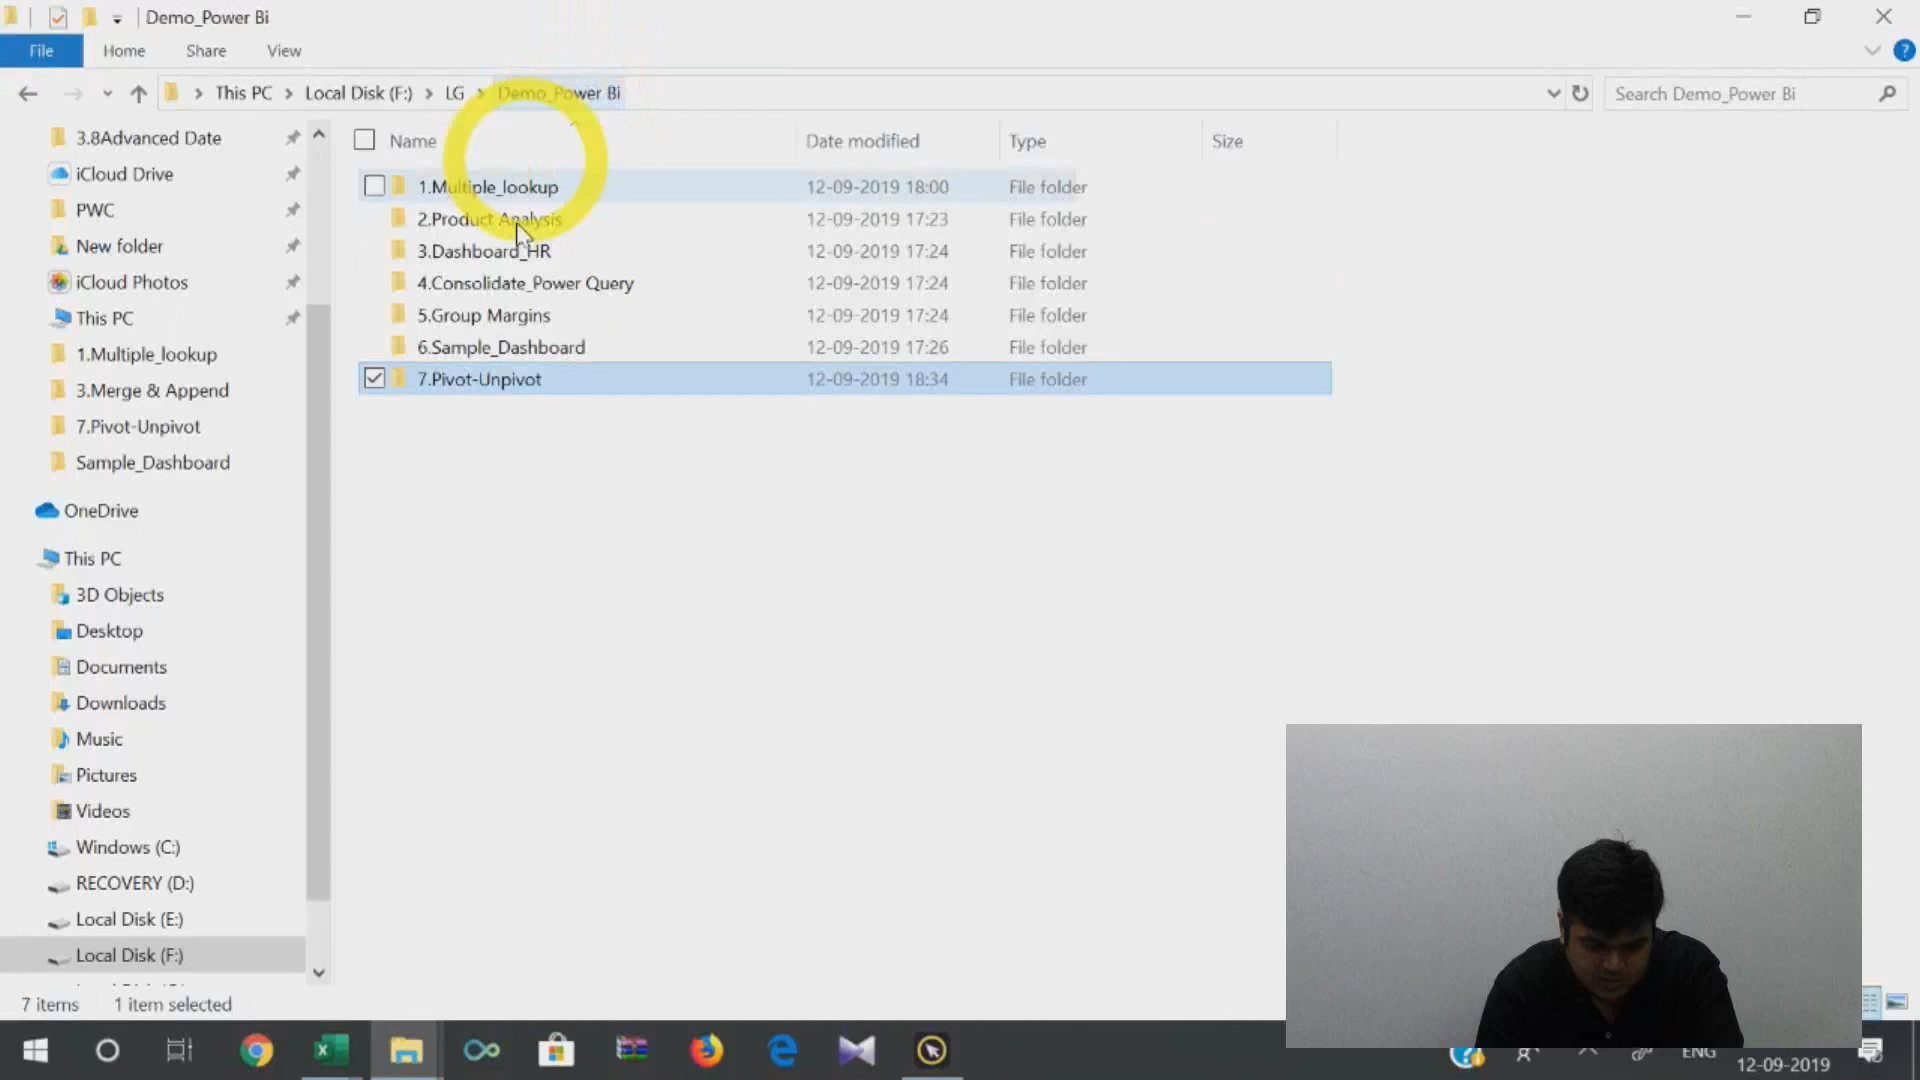 Demo_Power Bi
File Home Share View
This PC Local Disk (F:) LG Demo_Power Bi
Search Demo_Power Bi
Name Date modified Type Size
1.Multiple_lookup 12-09-2019 18:00 File folder
2.Product Analysis 12-09-2019 17:23 File folder
3.Dashboard_HR 12-09-2019 17:24 File folder
4.Consolidate_Power Query 12-09-2019 17:24 File folder
5.Group Margins 12-09-2019 17:24 File folder
6.Sample_Dashboard 12-09-2019 17:26 File folder
7.Pivot-Unpivot 12-09-2019 18:34 File folder
3.8Advanced Date
iCloud Drive
PWC
New folder
iCloud Photos
This PC
1.Multiple_lookup
3.Merge & Append
7.Pivot-Unpivot
Sample_Dashboard
OneDrive
This PC
3D Objects
Desktop
Documents
Downloads
Music
Pictures
Videos
Windows (C:)
RECOVERY (D:)
Local Disk (E:)
Local Disk (F:)
7 items 1 item selected
ENG
12-09-2019